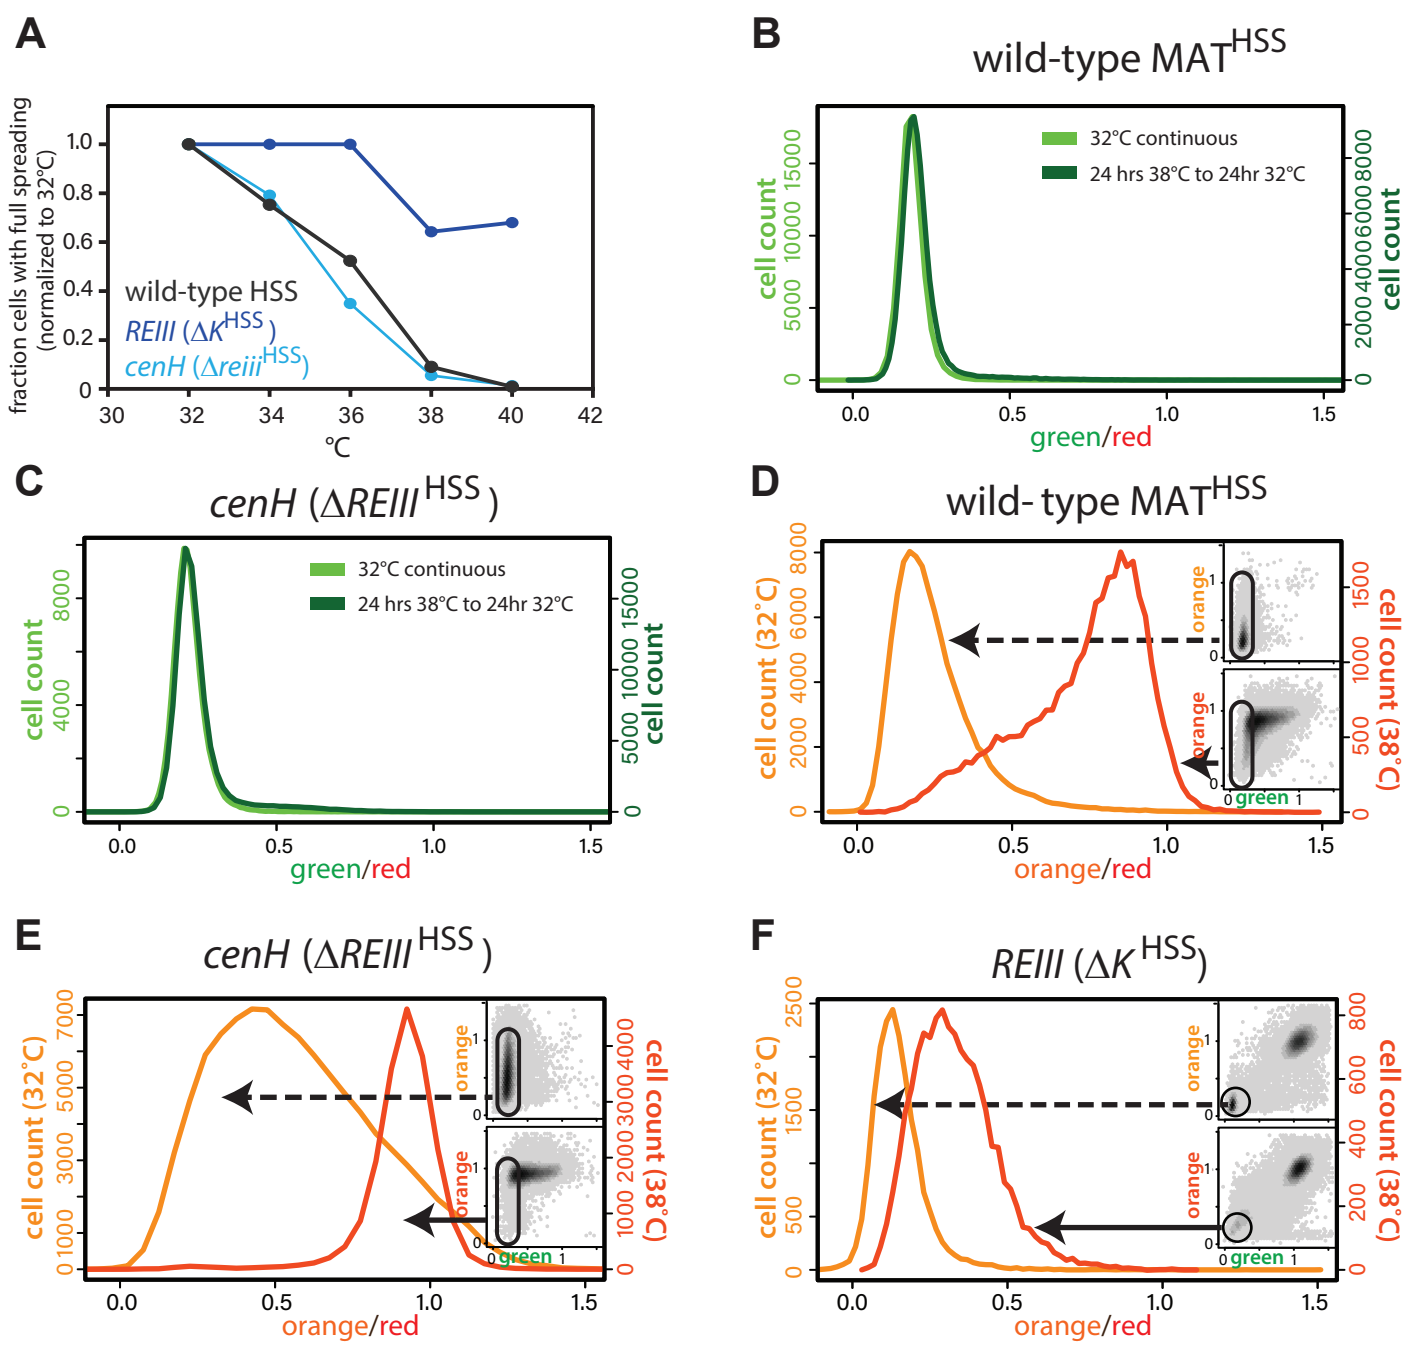 A
fraction cells with full spreading
(normalized to 32°C)
1.0
0.8
0.6
0.4
0.2
0
wild-type HSS
REIII (ΔK^HSS)
cenH (Δreiii^HSS)
30 32 34 36 38 40 42
°C
B
wild-type MAT^HSS
cell count
0 5000 10000 15000
32°C continuous
24 hrs 38°C to 24hr 32°C
0 2000 4000 6000 8000
cell count
0.0 0.5 1.0 1.5
green/red
C
cenH (ΔREIII^HSS)
cell count
0 4000 8000
32°C continuous
24 hrs 38°C to 24hr 32°C
0 5000 10000 15000
cell count
0.0 0.5 1.0 1.5
green/red
D
wild- type MAT^HSS
cell count (32°C)
0 2000 4000 6000 8000
orange
1
0
orange
1
0
0 1
green
0 500 1000 1500
cell count (38°C)
0.0 0.5 1.0 1.5
orange/red
E
cenH (ΔREIII^HSS)
cell count (32°C)
0 1000 3000 5000 7000
orange
1
0
orange
1
0
0 1
green
0 1000 2000 3000 4000
cell count (38°C)
0.0 0.5 1.0 1.5
orange/red
F
REIII (ΔK^HSS)
cell count (32°C)
0 500 1500 2500
orange
1
0
orange
1
0
0 1
green
0 200 400 600 800
cell count (38°C)
0.0 0.5 1.0 1.5
orange/red